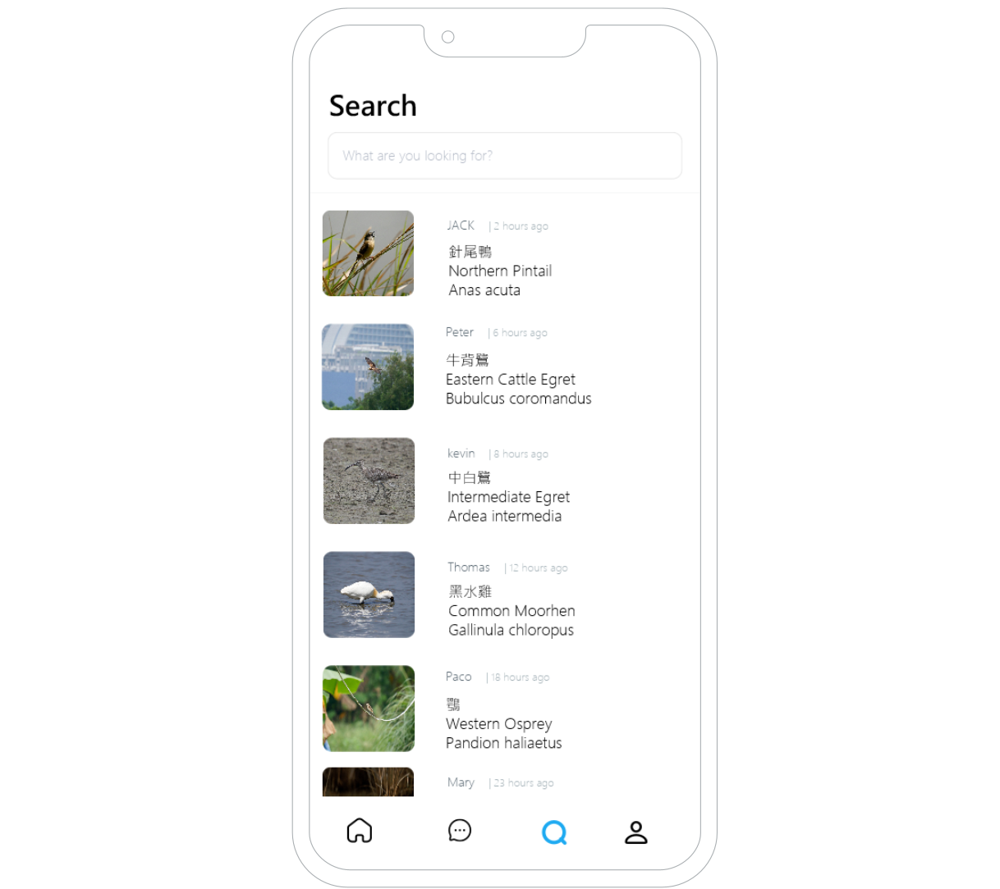 Search
What are you looking for?
JACK | 2 hours ago
針尾鴨
Northern Pintail
Anas acuta
Peter | 6 hours ago
牛背鷺
Eastern Cattle Egret
Bubulcus coromandus
kevin | 8 hours ago
中白鷺
Intermediate Egret
Ardea intermedia
Thomas | 12 hours ago
黑水雞
Common Moorhen
Gallinula chloropus
Paco | 18 hours ago
鶚
Western Osprey
Pandion haliaetus
Mary | 23 hours ago